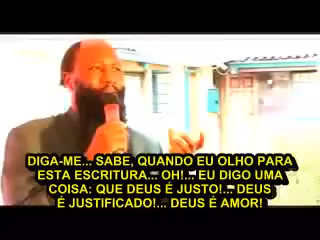 DIGA-ME... SABE, QUANDO EU OLHO PARA
ESTA ESCRITURA... OH!... EU DIGO UMA
COISA: QUE DEUS É JUSTO!... DEUS
É JUSTIFICADO!... DEUS É AMOR!